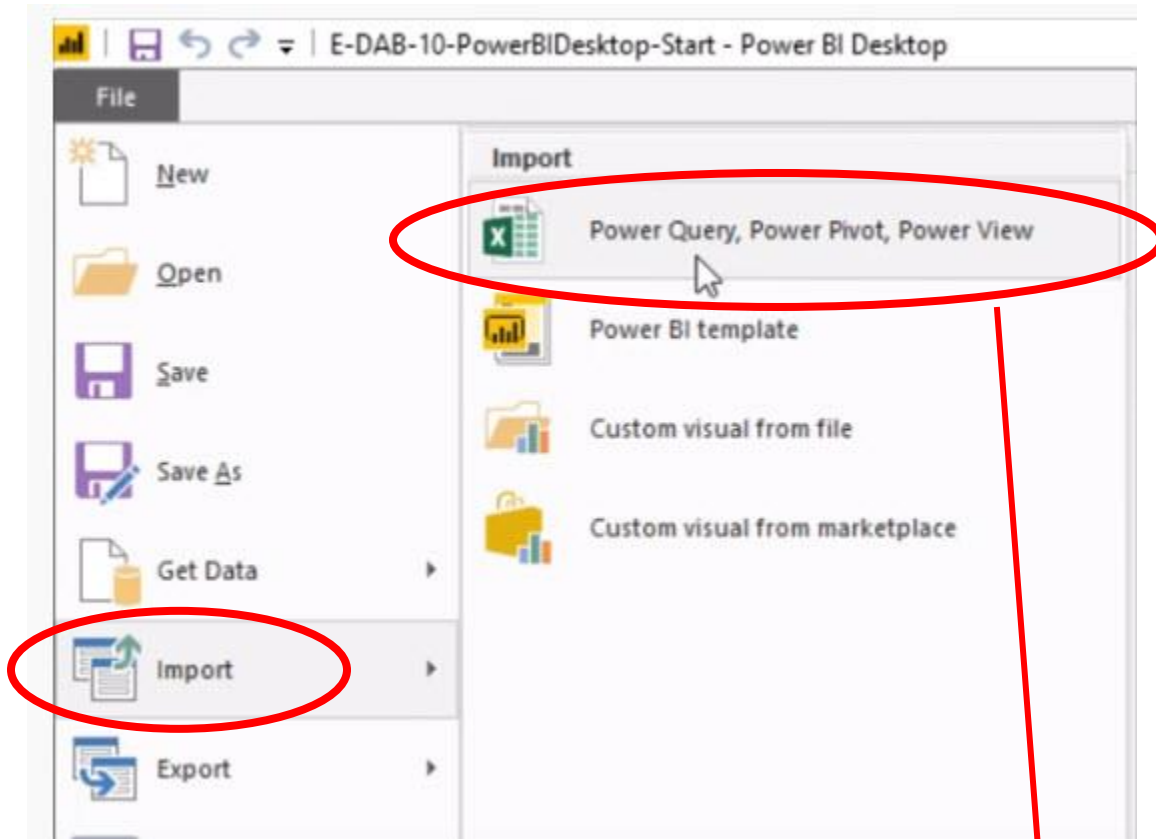 E-DAB-10-PowerBIDesktop-Start - Power BI Desktop
File
New
Open
Save
Save As
Get Data
Import
Export
Import
Power Query, Power Pivot, Power View
Power BI template
Custom visual from file
Custom visual from marketplace